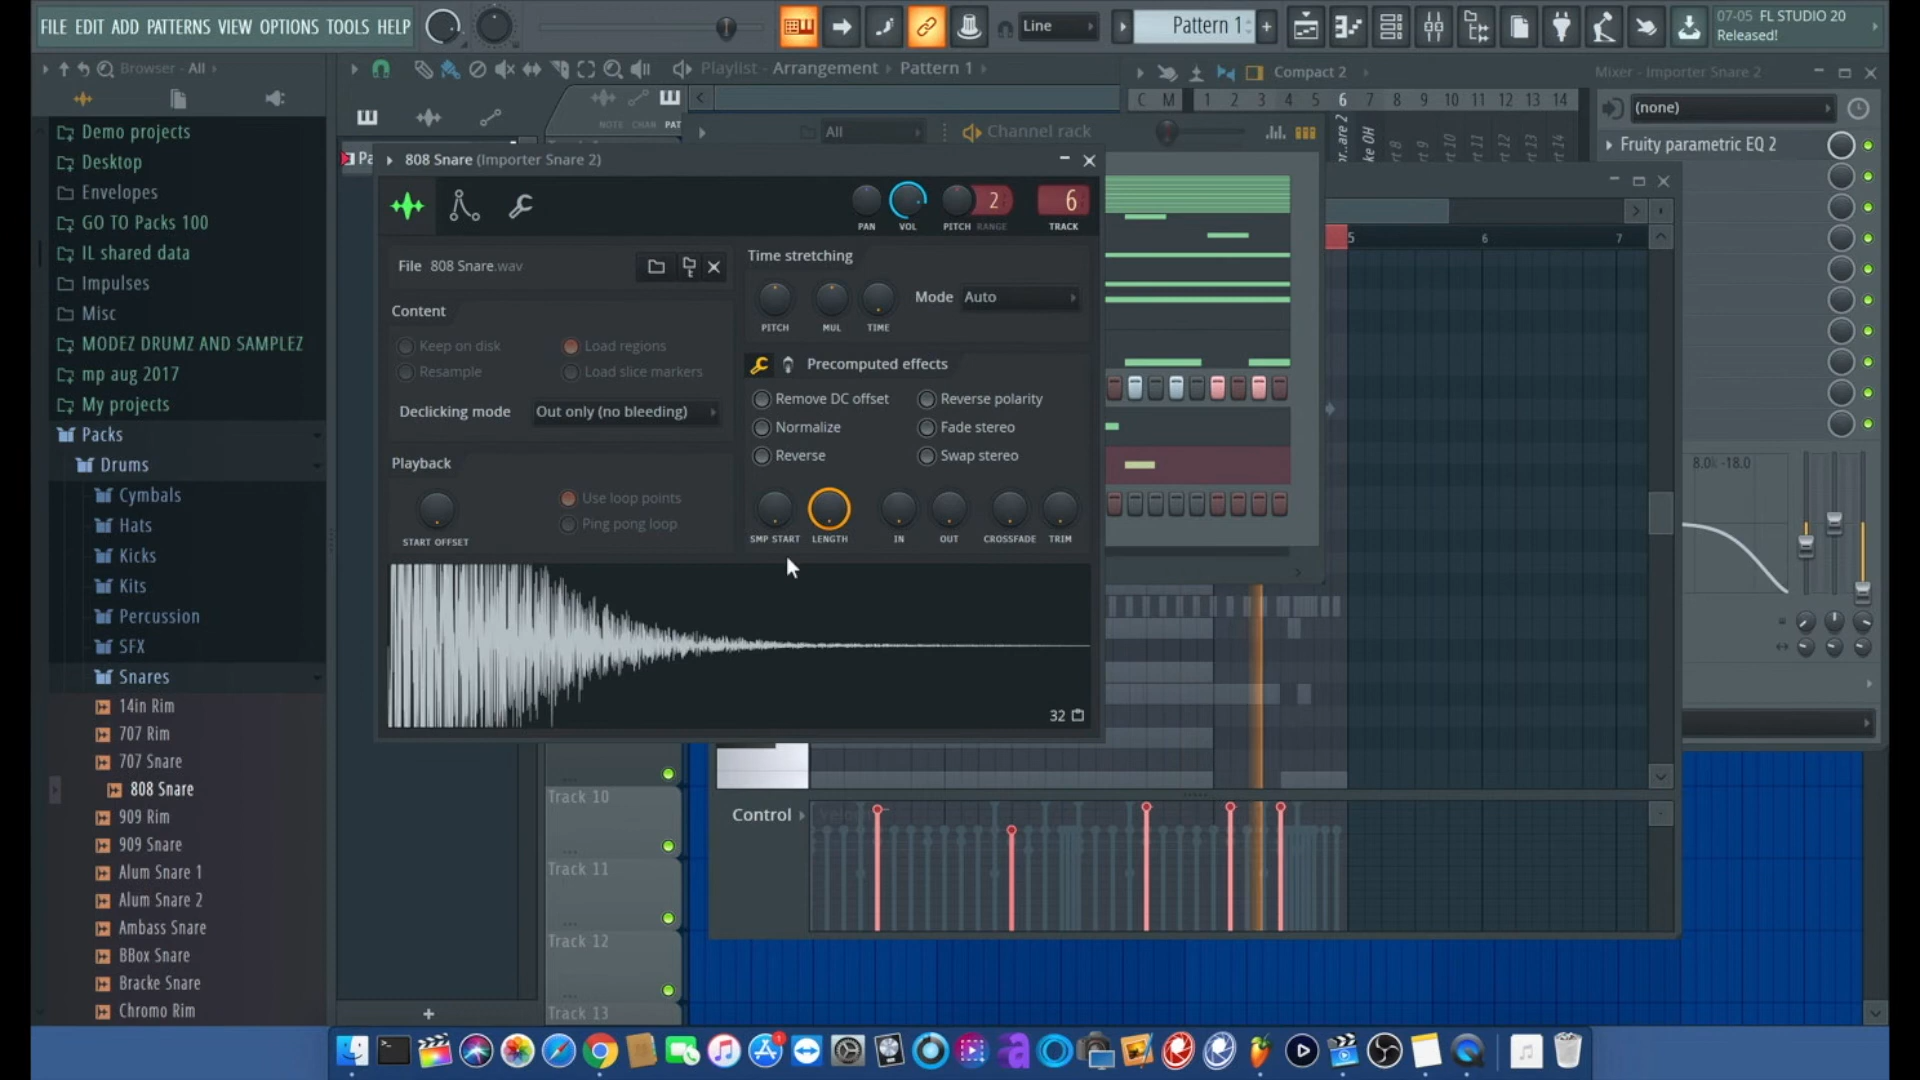 FILE EDIT ADD PATTERNS VIEW OPTIONS TOOLS HELP
Line
Pattern 1
07-05 FL STUDIO 20
Released!
Browser - All
Playlist - Arrangement Pattern 1
Compact 2
Mixer - Importer Snare 2
C M 1 2 3 4 5 6 7 8 9 10 11 12 13 14
(none)
NOTE CHAN PAT
All
Channel rack
Fruity parametric EQ 2
Demo projects
Desktop
Envelopes
GO TO Packs 100
IL shared data
Impulses
Misc
MODEZ DRUMZ AND SAMPLEZ
mp aug 2017
My projects
Packs
Drums
Cymbals
Hats
Kicks
Kits
Percussion
SFX
Snares
14in Rim
707 Rim
707 Snare
808 Snare
909 Rim
909 Snare
Alum Snare 1
Alum Snare 2
Ambass Snare
BBox Snare
Bracke Snare
Chromo Rim
808 Snare (Importer Snare 2)
2
6
PAN VOL PITCH RANGE TRACK
File 808 Snare.wav
Content
Keep on disk
Load regions
Resample
Load slice markers
Declicking mode Out only (no bleeding)
Playback
START OFFSET
Use loop points
Ping pong loop
Time stretching
PITCH MUL TIME
Mode Auto
Precomputed effects
Remove DC offset
Reverse polarity
Normalize
Fade stereo
Reverse
Swap stereo
SMP START LENGTH IN OUT CROSSFADE TRIM
32
5 6 7
8.0k -18.0
Control
Track 10
Track 11
Track 12
Track 13